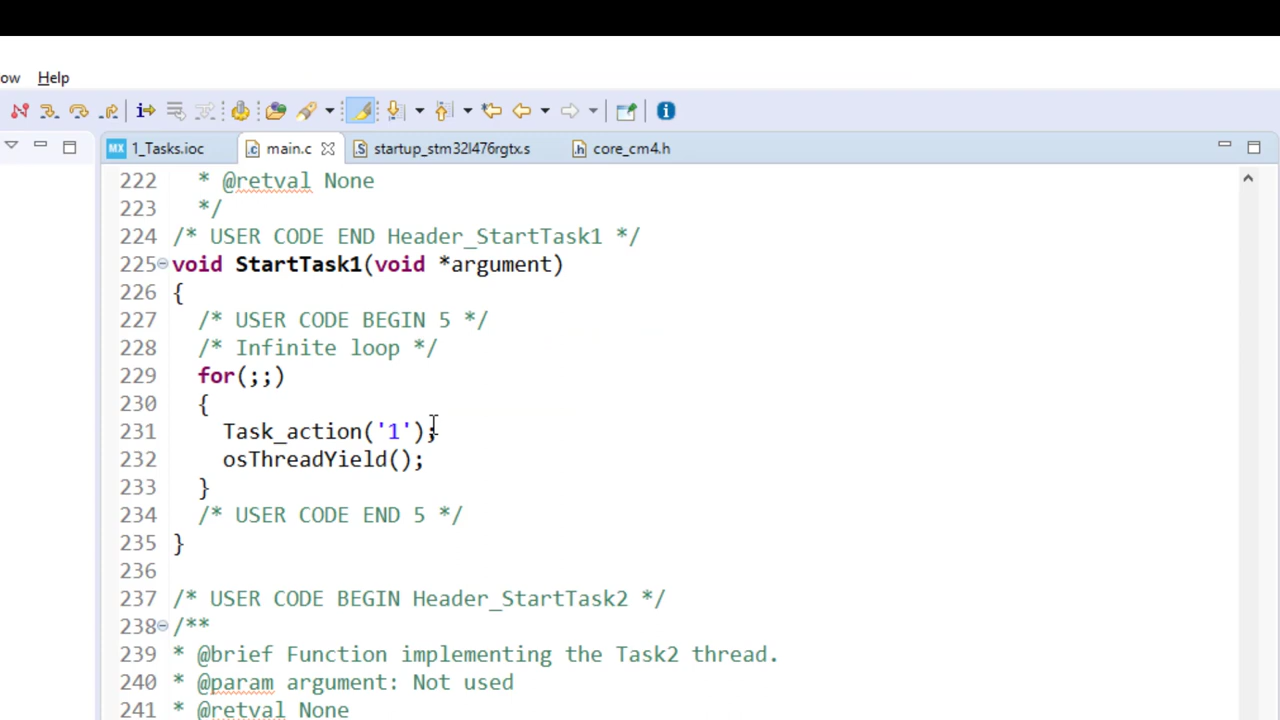 ow Help
1_Tasks.ioc main.c startup_stm32l476rgtx.s core_cm4.h
222 * @retval None
223 */
224 /* USER CODE END Header_StartTask1 */
225 void StartTask1(void *argument)
226 {
227 /* USER CODE BEGIN 5 */
228 /* Infinite loop */
229 for(;;)
230 {
231 Task_action('1');
232 osThreadYield();
233 }
234 /* USER CODE END 5 */
235 }
236
237 /* USER CODE BEGIN Header_StartTask2 */
238 /**
239 * @brief Function implementing the Task2 thread.
240 * @param argument: Not used
241 * @retval None